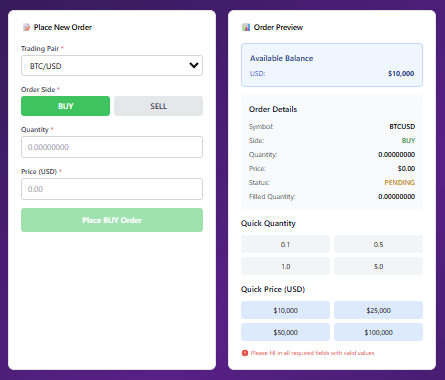 Place New Order
Trading Pair *
BTC/USD
Order Side *
BUY
SELL
Quantity *
0.00000000
Price (USD) *
0.00
Place BUY Order
Order Preview
Available Balance
USD: $10,000
Order Details
Symbol: BTCUSD
Side: BUY
Quantity: 0.00000000
Price: $0.00
Status: PENDING
Filled Quantity: 0.00000000
Quick Quantity
0.1
0.5
1.0
5.0
Quick Price (USD)
$10,000
$25,000
$50,000
$100,000
Please fill in all required fields with valid values